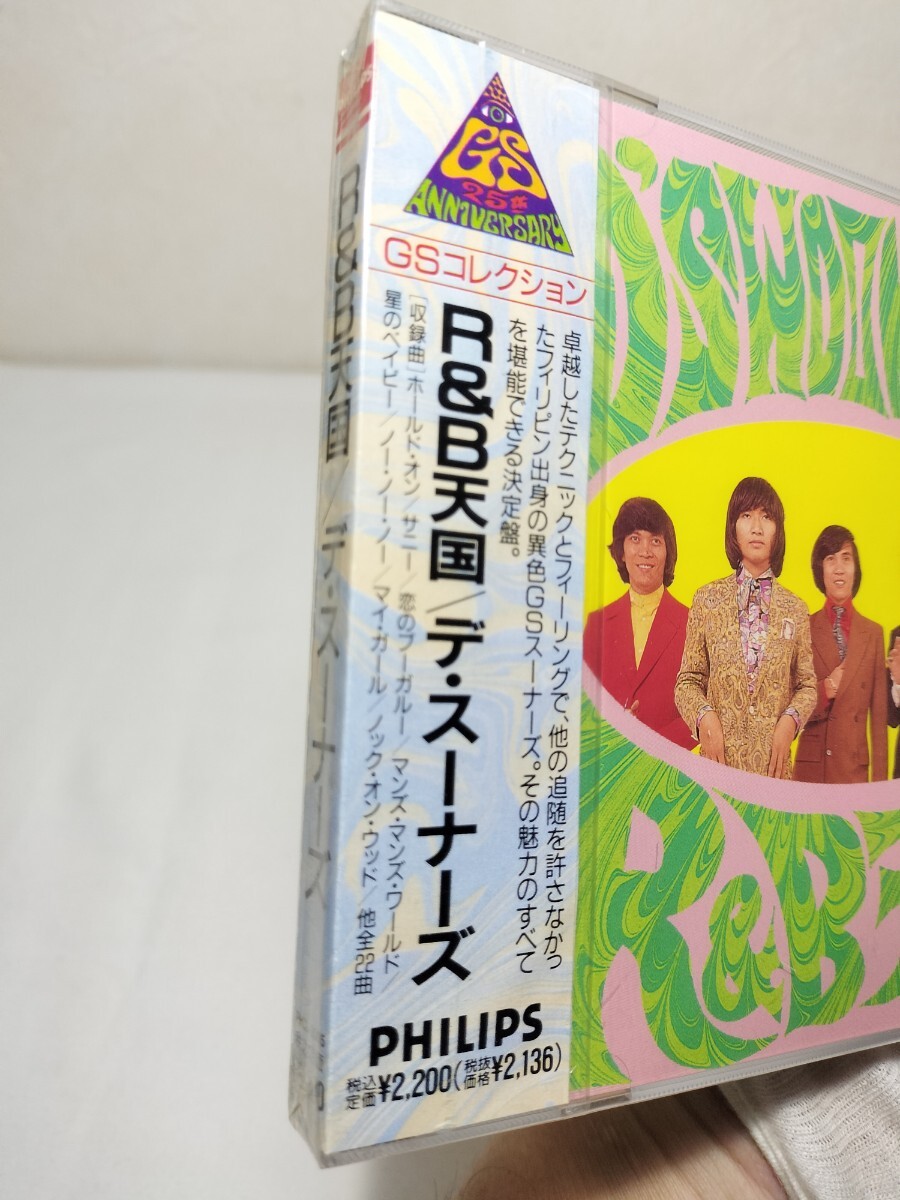 GS
25th
ANNIVERSARY
GSコレクション
卓越したテクニックとフィーリングで、他の追随を許さなかっ
たフィリピン出身の異色GSスーナーズ。その魅力のすべて
を堪能できる決定盤。
R&B天国/デ・スーナーズ
[収録曲]ホールド・オン/サニー/恋のブーガルー/マンズ・マンズ・ワールド/
星のベイビー/ノー・ノー・ノー/マイ・ガール/ノック・オン・ウッド/他全22曲
PHILIPS
税込定価¥2,200(税抜価格¥2,136)
R&B天国/デ・スーナーズ